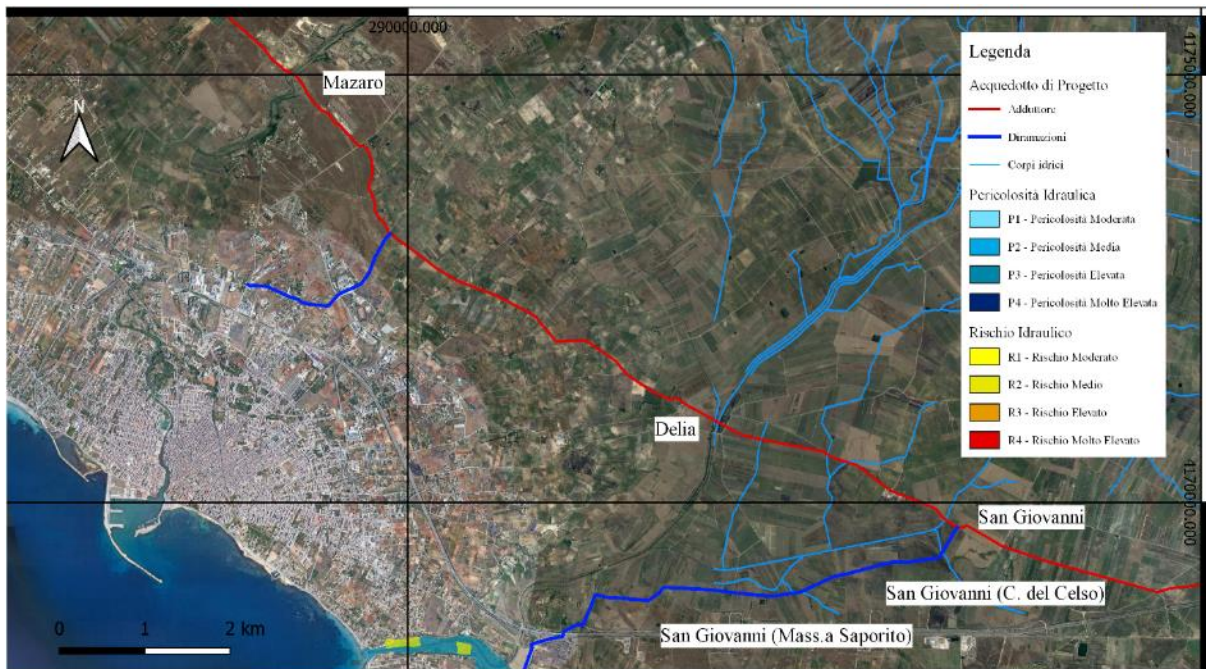 290000.000
4175000.000
Mazaro
N
Legenda
Acquedotto di Progetto
Adduttore
Diramazioni
Corpi idrici
Pericolosità Idraulica
P1 - Pericolosità Moderata
P2 - Pericolosità Media
P3 - Pericolosità Elevata
P4 - Pericolosità Molto Elevata
Rischio Idraulico
R1 - Rischio Moderato
R2 - Rischio Medio
R3 - Rischio Elevato
R4 - Rischio Molto Elevato
Delia
4170000.000
San Giovanni
San Giovanni (C. del Celso)
San Giovanni (Mass.a Saporito)
0 1 2 km